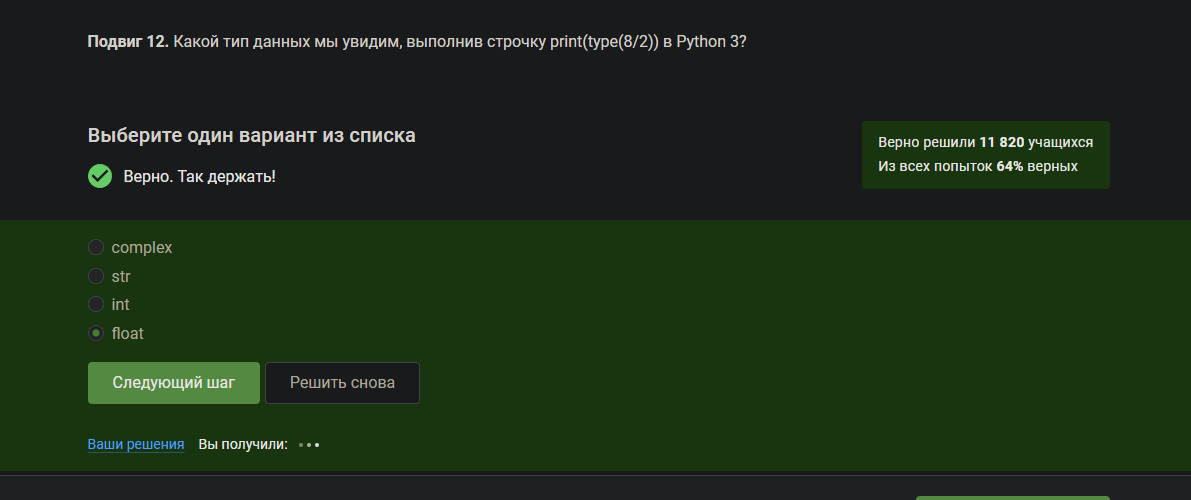 Подвиг 12. Какой тип данных мы увидим, выполнив строчку print(type(8/2)) в Python 3?
Выберите один вариант из списка
Верно решили 11 820 учащихся
Из всех попыток 64% верных
Верно. Так держать!
complex
str
int
float
Следующий шаг
Решить снова
Ваши решения Вы получили: